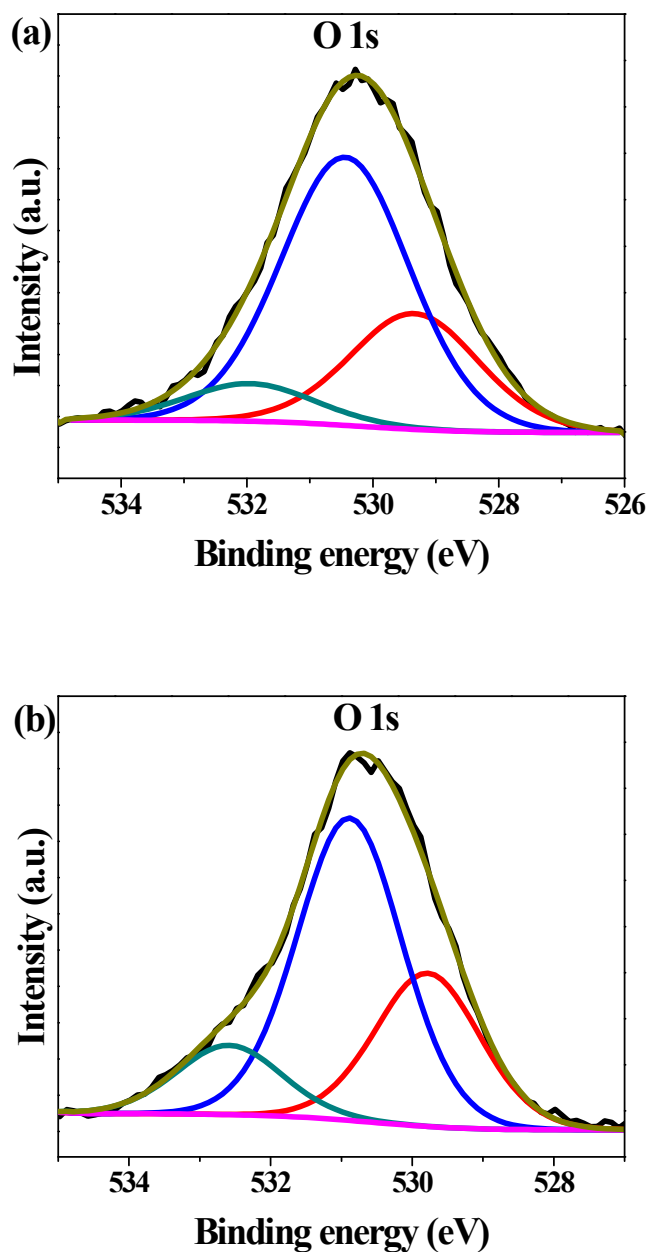 (a)
O 1s
Intensity (a.u.)
534 532 530 528 526
Binding energy (eV)
(b)
O 1s
Intensity (a.u.)
534 532 530 528
Binding energy (eV)